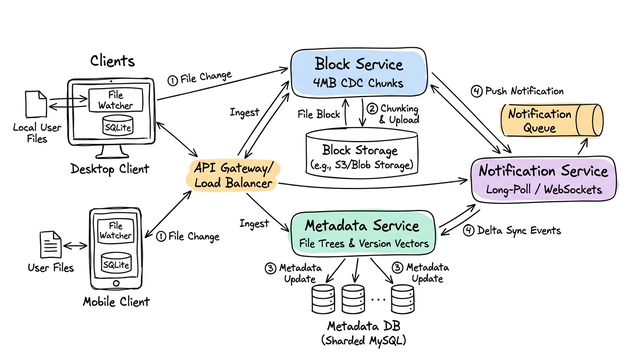 Clients
① File Change
File
Watcher
SQLite
Local User
Files
Desktop Client
Block Service
4MB CDC Chunks
Ingest
File Block
② Chunking
& Upload
Block Storage
(e.g., S3/Blob Storage)
④ Push Notification
Notification
Queue
API Gateway/
Load Balancer
Notification Service
Long-Poll / WebSockets
Ingest
Metadata Service
File Trees & Version Vectors
④ Delta Sync Events
File
Watcher
SQLite
① File Change
User Files
Mobile Client
③ Metadata
Update
③ Metadata
Update
Metadata DB
(Sharded MySQL)